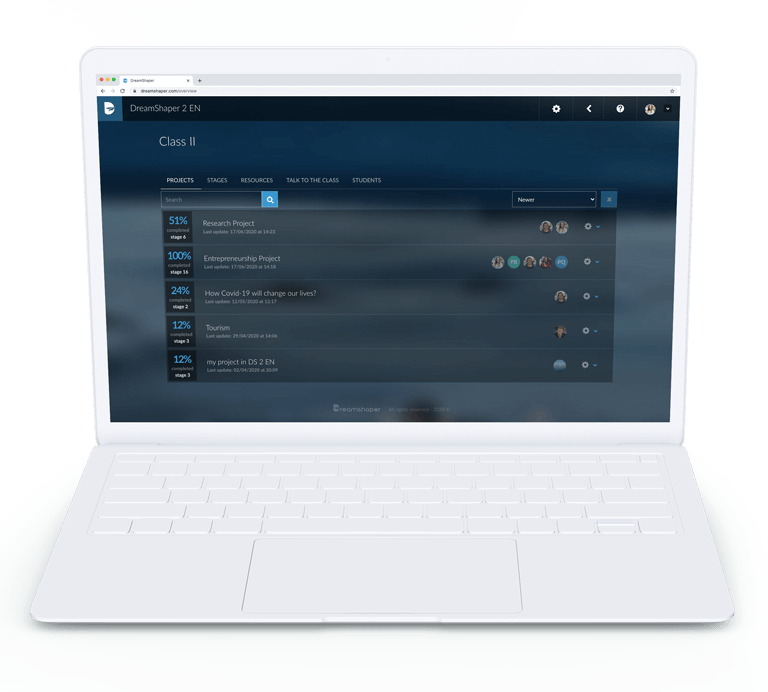 DreamShaper
dreamshaper.com/overview
DreamShaper 2 EN
Class II
PROJECTS STAGES RESOURCES TALK TO THE CLASS STUDENTS
Search
Newer
51%
completed
stage 6
Research Project
Last update: 17/06/2020 at 14:23
100%
completed
stage 16
Entrepreneurship Project
Last update: 17/06/2020 at 14:18
PB
PQ
24%
completed
stage 2
How Covid-19 will change our lives?
Last update: 12/05/2020 at 11:17
12%
completed
stage 3
Tourism
Last update: 29/04/2020 at 14:06
12%
completed
stage 3
my project in DS 2 EN
Last update: 02/04/2020 at 20:59
Dreamshaper
All rights reserved - 2020 ©